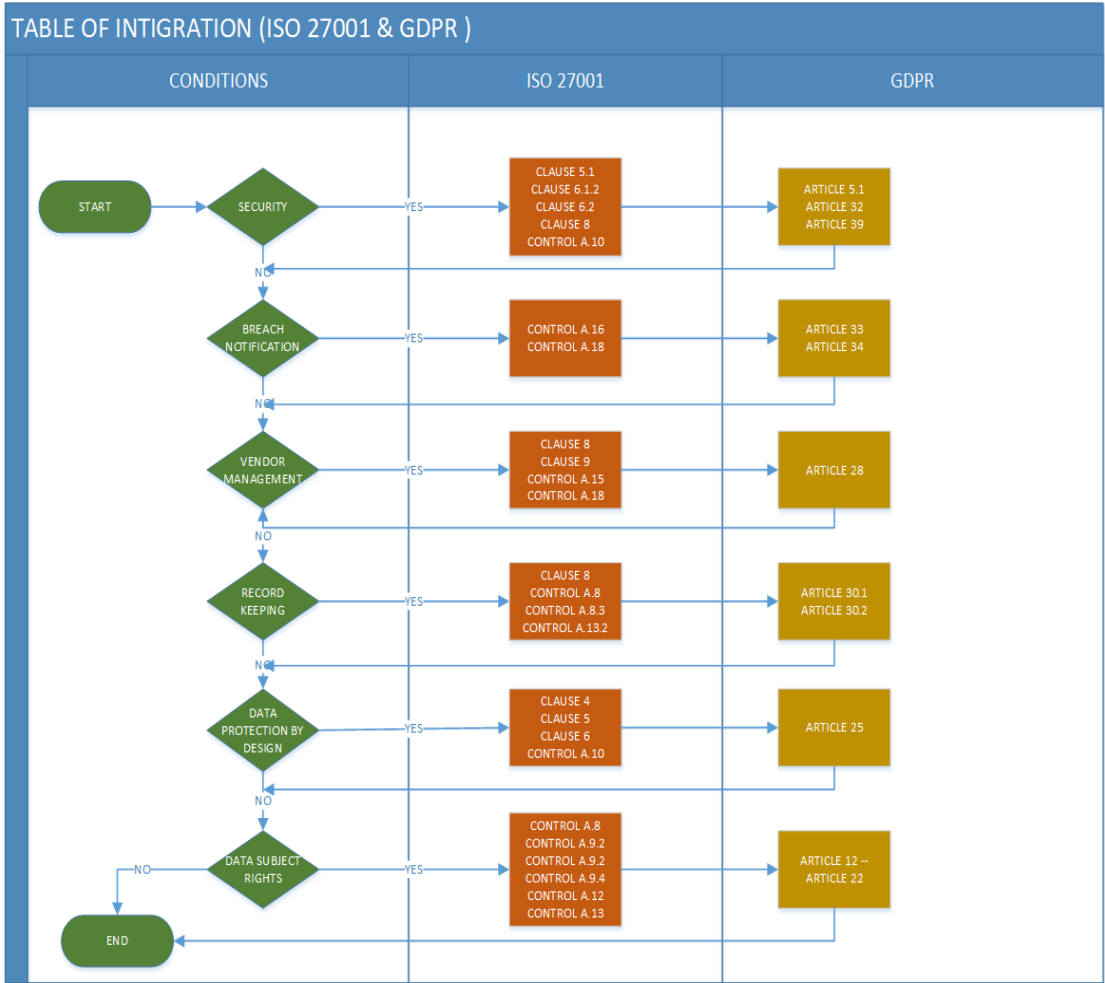 TABLE OF INTIGRATION (ISO 27001 & GDPR )
CONDITIONS
ISO 27001
GDPR
START
SECURITY
YES
CLAUSE 5.1
CLAUSE 6.1.2
CLAUSE 6.2
CLAUSE 8
CONTROL A.10
ARTICLE 5.1
ARTICLE 32
ARTICLE 39
NO
BREACH
NOTIFICATION
YES
CONTROL A.16
CONTROL A.18
ARTICLE 33
ARTICLE 34
NO
VENDOR
MANAGEMENT
YES
CLAUSE 8
CLAUSE 9
CONTROL A.15
CONTROL A.18
ARTICLE 28
NO
RECORD
KEEPING
YES
CLAUSE 8
CONTROL A.8
CONTROL A.8.3
CONTROL A.13.2
ARTICLE 30.1
ARTICLE 30.2
NO
DATA
PROTECTION BY
DESIGN
YES
CLAUSE 4
CLAUSE 5
CLAUSE 6
CONTROL A.10
ARTICLE 25
NO
DATA SUBJECT
RIGHTS
YES
CONTROL A.8
CONTROL A.9.2
CONTROL A.9.2
CONTROL A.9.4
CONTROL A.12
CONTROL A.13
ARTICLE 12 –
ARTICLE 22
NO
END